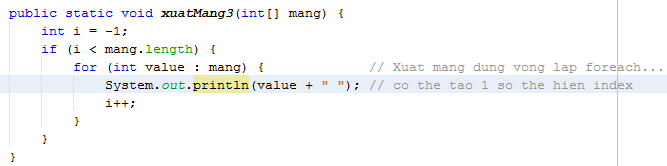 public static void xuatMang3(int[] mang) {
    int i = -1;
    if (i < mang.length) {
        for (int value : mang) {              // Xuat mang dung vong lap foreach...
            System.out.println(value + " "); // co the tao 1 so the hien index
            i++;
        }
    }
}